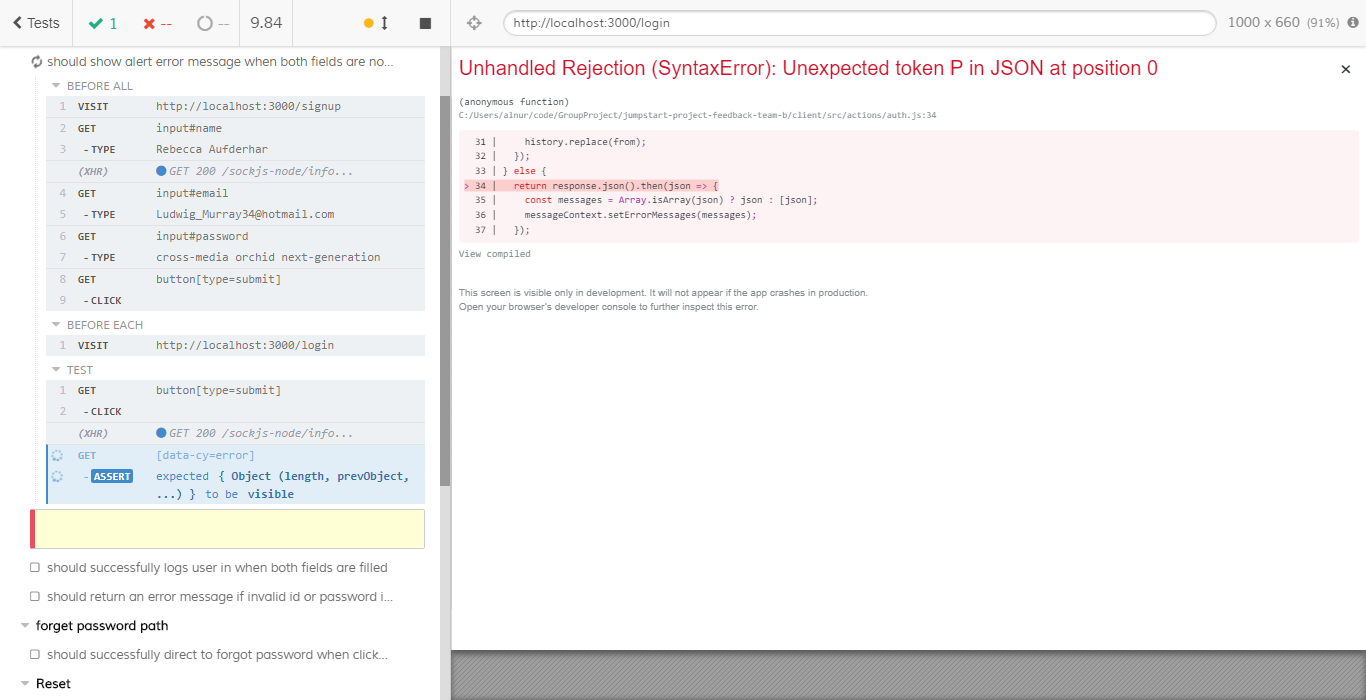 Tests
1
--
--
9.84
http://localhost:3000/login
1000 x 660 (91%)
should show alert error message when both fields are no...
BEFORE ALL
1 VISIT http://localhost:3000/signup
2 GET input#name
3 - TYPE Rebecca Aufderhar
(XHR) GET 200 /sockjs-node/info...
4 GET input#email
5 - TYPE Ludwig_Murray34@hotmail.com
6 GET input#password
7 - TYPE cross-media orchid next-generation
8 GET button[type=submit]
9 - CLICK
BEFORE EACH
1 VISIT http://localhost:3000/login
TEST
1 GET button[type=submit]
2 - CLICK
(XHR) GET 200 /sockjs-node/info...
GET [data-cy=error]
- ASSERT expected { Object (length, prevObject,
...) } to be visible
should successfully logs user in when both fields are filled
should return an error message if invalid id or password i...
forget password path
should successfully direct to forgot password when click...
Reset
Unhandled Rejection (SyntaxError): Unexpected token P in JSON at position 0
×
(anonymous function)
C:/Users/alnur/code/GroupProject/jumpstart-project-feedback-team-b/client/src/actions/auth.js:34
31 | history.replace(from);
32 | });
33 | } else {
> 34 | return response.json().then(json => {
35 | const messages = Array.isArray(json) ? json : [json];
36 | messageContext.setErrorMessages(messages);
37 | });
View compiled
This screen is visible only in development. It will not appear if the app crashes in production.
Open your browser's developer console to further inspect this error.